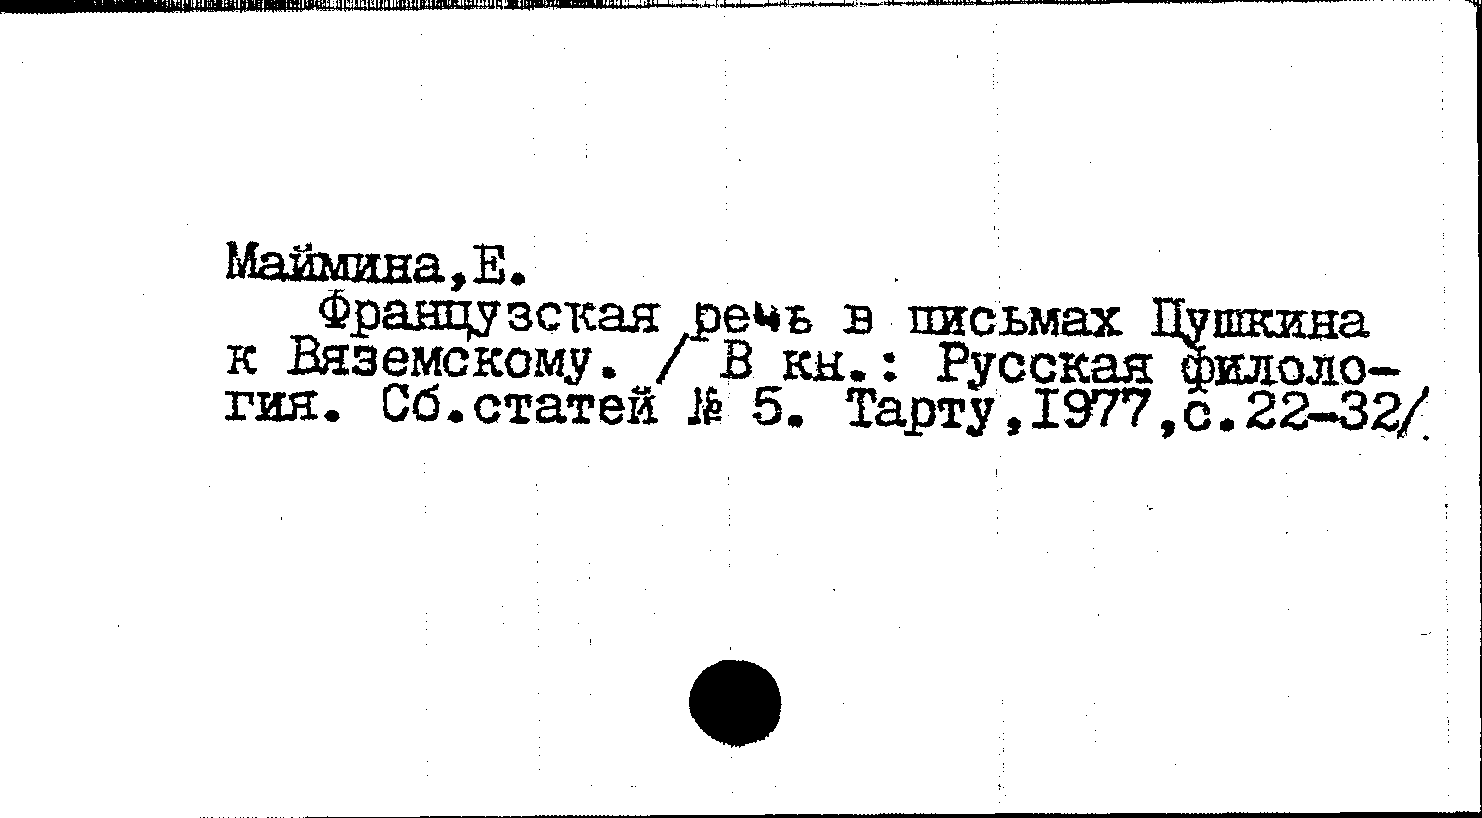 Маймина,Е.
Французская речь в письмах Пушкина
к Вяземскому. / В кн.: Русская филоло-
гия. Сб.статей № 5. Тарту,1977,с.22-32/